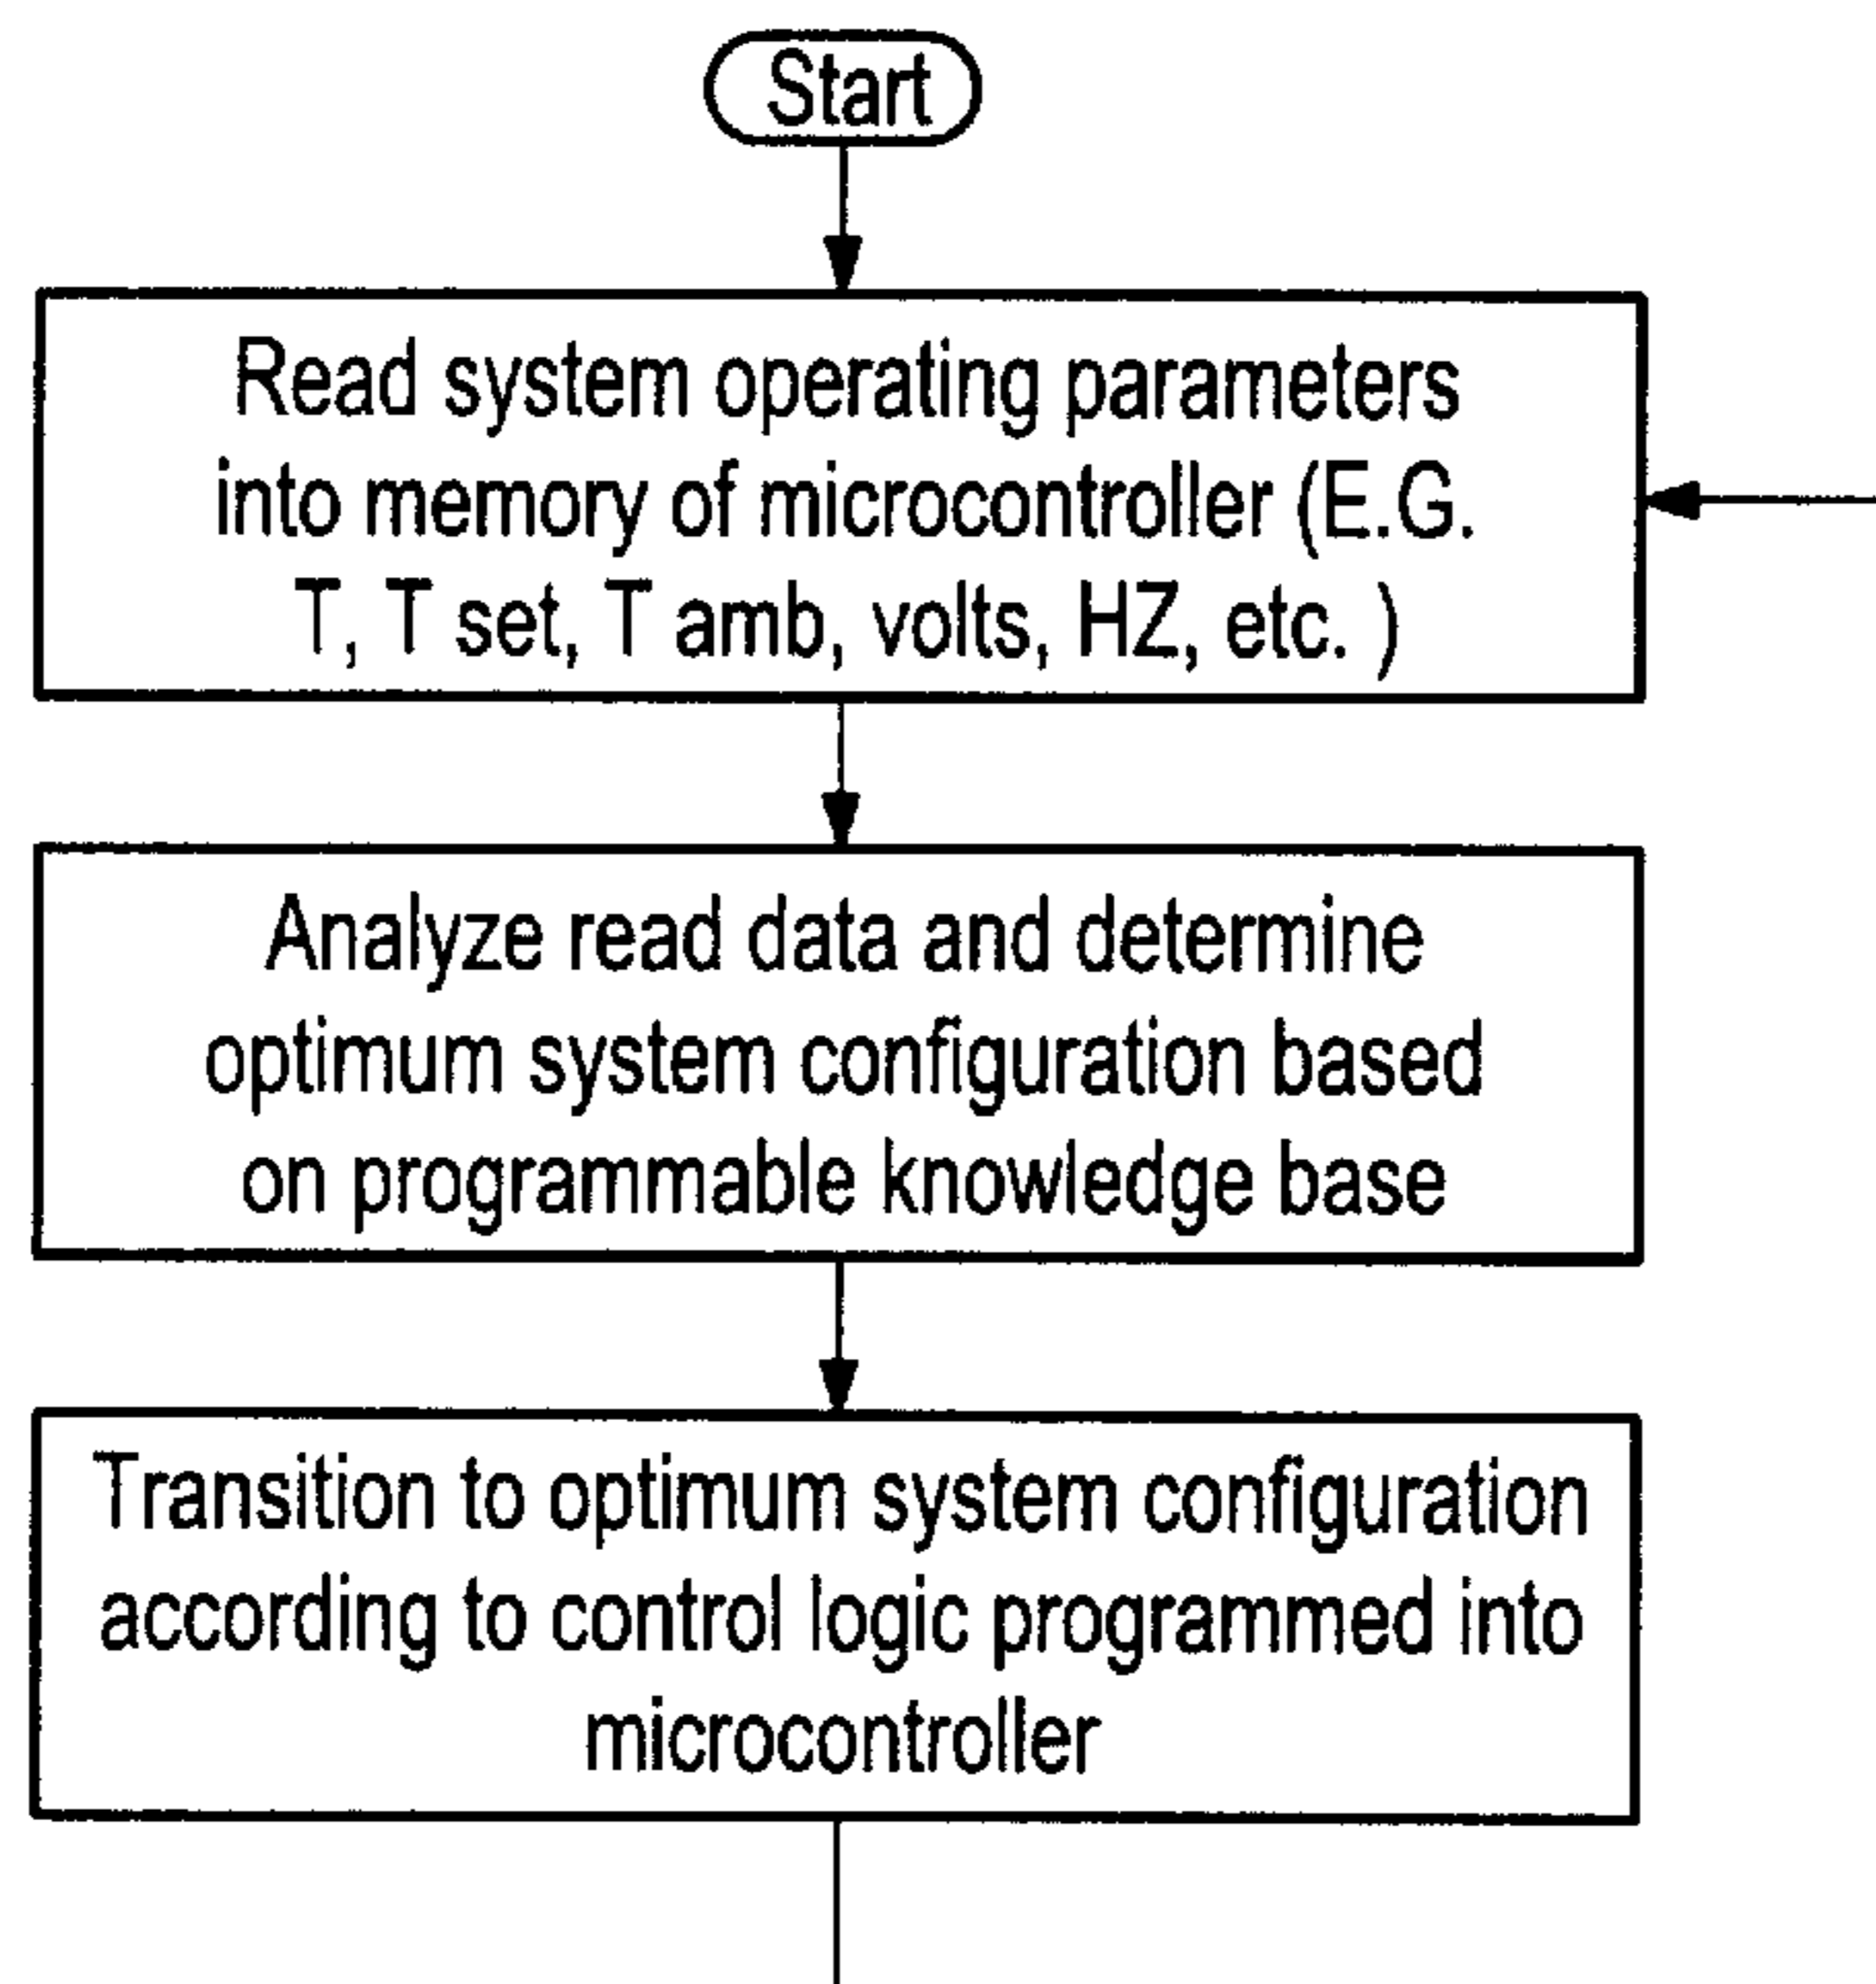 Start
Read system operating parameters
into memory of microcontroller (E.G.
T, T set, T amb, volts, HZ, etc. )
Analyze read data and determine
optimum system configuration based
on programmable knowledge base
Transition to optimum system configuration
according to control logic programmed into
microcontroller